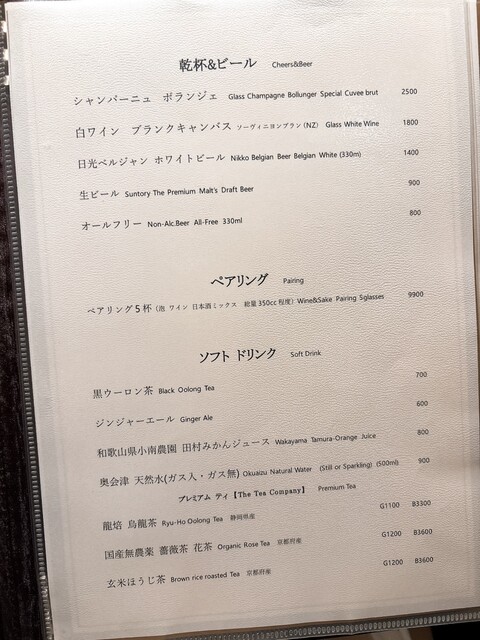 乾杯&ビール Cheers&Beer
シャンパーニュ ボランジェ Glass Champagne Bollunger Special Cuvee brut 2500
白ワイン ブランクキャンバス ソーヴィニヨンブラン(NZ) Glass White Wine 1800
日光ベルジャン ホワイトビール Nikko Belgian Beer Belgian White (330m) 1400
生ビール Suntory The Premium Malt's Draft Beer 900
オールフリー Non-Alc.Beer All-Free 330ml 800
ペアリング Pairing
ペアリング5杯 (泡 ワイン 日本酒ミックス 総量350cc程度) Wine&Sake Pairing 5glasses 9900
ソフト ドリンク Soft Drink
黒ウーロン茶 Black Oolong Tea 700
ジンジャーエール Ginger Ale 600
和歌山県小南農園 田村みかんジュース Wakayama Tamura-Orange Juice 800
奥会津 天然水(ガス入・ガス無) Okuaizu Natural Water (Still or Sparkling) (500ml) 900
プレミアム ティ【The Tea Company】 Premium Tea
龍焙 烏龍茶 Ryu-Ho Oolong Tea 静岡県産 G1100 B3300
国産無農薬 薔薇茶 花茶 Organic Rose Tea 京都府産 G1200 B3600
玄米ほうじ茶 Brown rice roasted Tea 京都府産 G1200 B3600